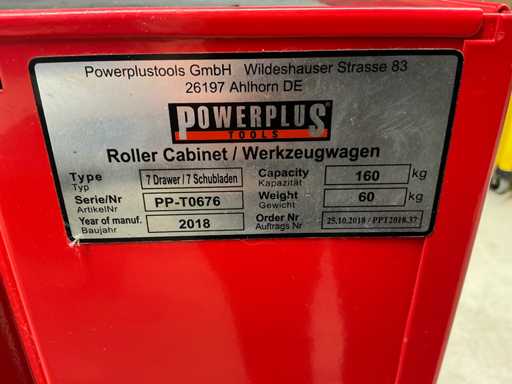 Powerplustools GmbH Wildeshauser Strasse 83
26197 Ahlhorn DE
POWERPLUS
TOOLS
Roller Cabinet / Werkzeugwagen
Type 7 Drawer / 7 Schubladen Capacity 160 kg
Typ Kapazität
Serie/Nr PP-T0676 Weight 60 kg
ArtikelNr Gewicht
Year of manuf. 2018 Order Nr 25.10.2018 / PPT2018.37
Baujahr Auftrags Nr